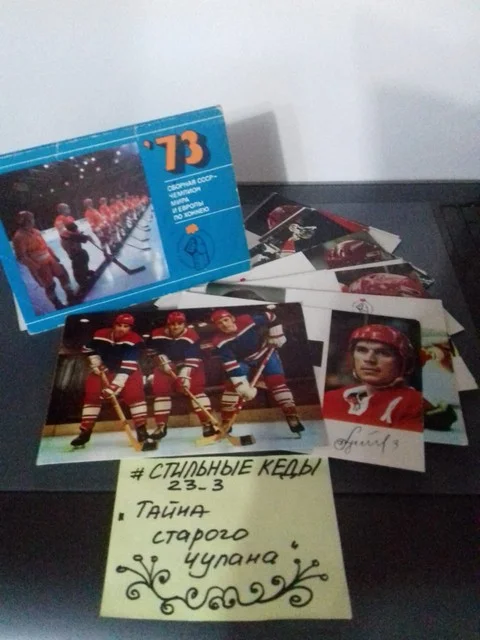 '73
СБОРНАЯ СССР–
ЧЕМПИОН
МИРА
И ЕВРОПЫ
ПО ХОККЕЮ
#СТИЛЬНЫЕ КЕДЫ
23_3
"ТАЙНА
старого
чулана"